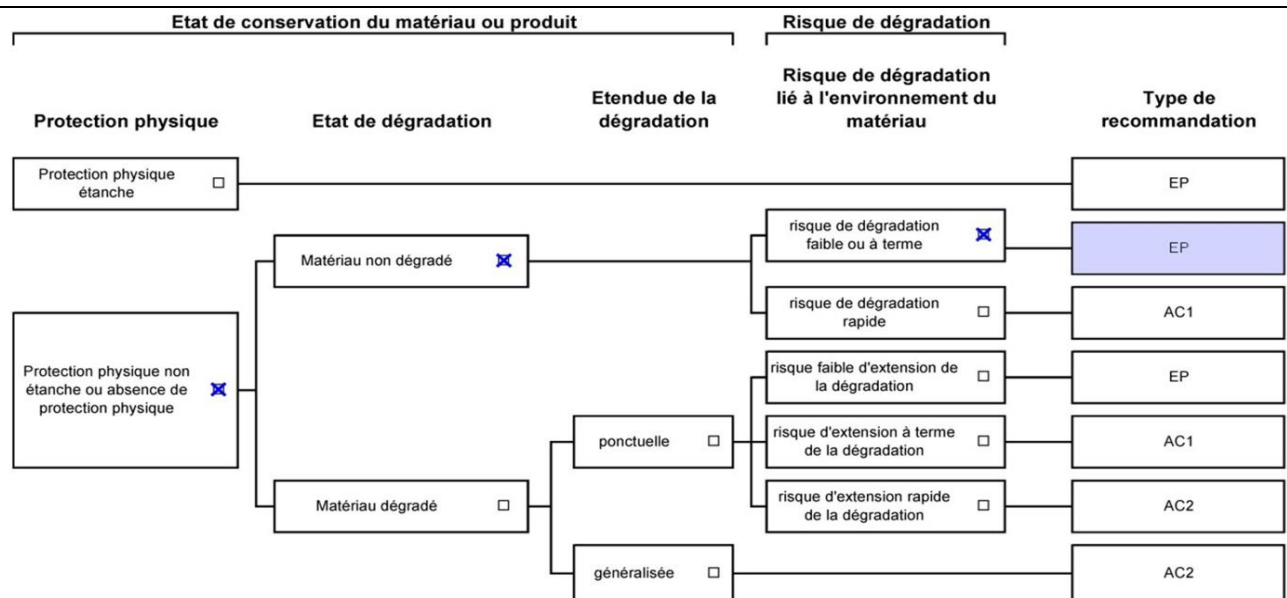 Etat de conservation du matériau ou produit
Risque de dégradation
Protection physique
Etat de dégradation
Etendue de la
dégradation
Risque de dégradation
lié à l'environnement du
matériau
Type de
recommandation
Protection physique
étanche
EP
risque de dégradation
faible ou à terme
EP
Matériau non dégradé
risque de dégradation
rapide
AC1
Protection physique non
étanche ou absence de
protection physique
risque faible d'extension de
la dégradation
EP
ponctuelle
risque d'extension à terme
de la dégradation
AC1
Matériau dégradé
risque d'extension rapide
de la dégradation
AC2
généralisée
AC2